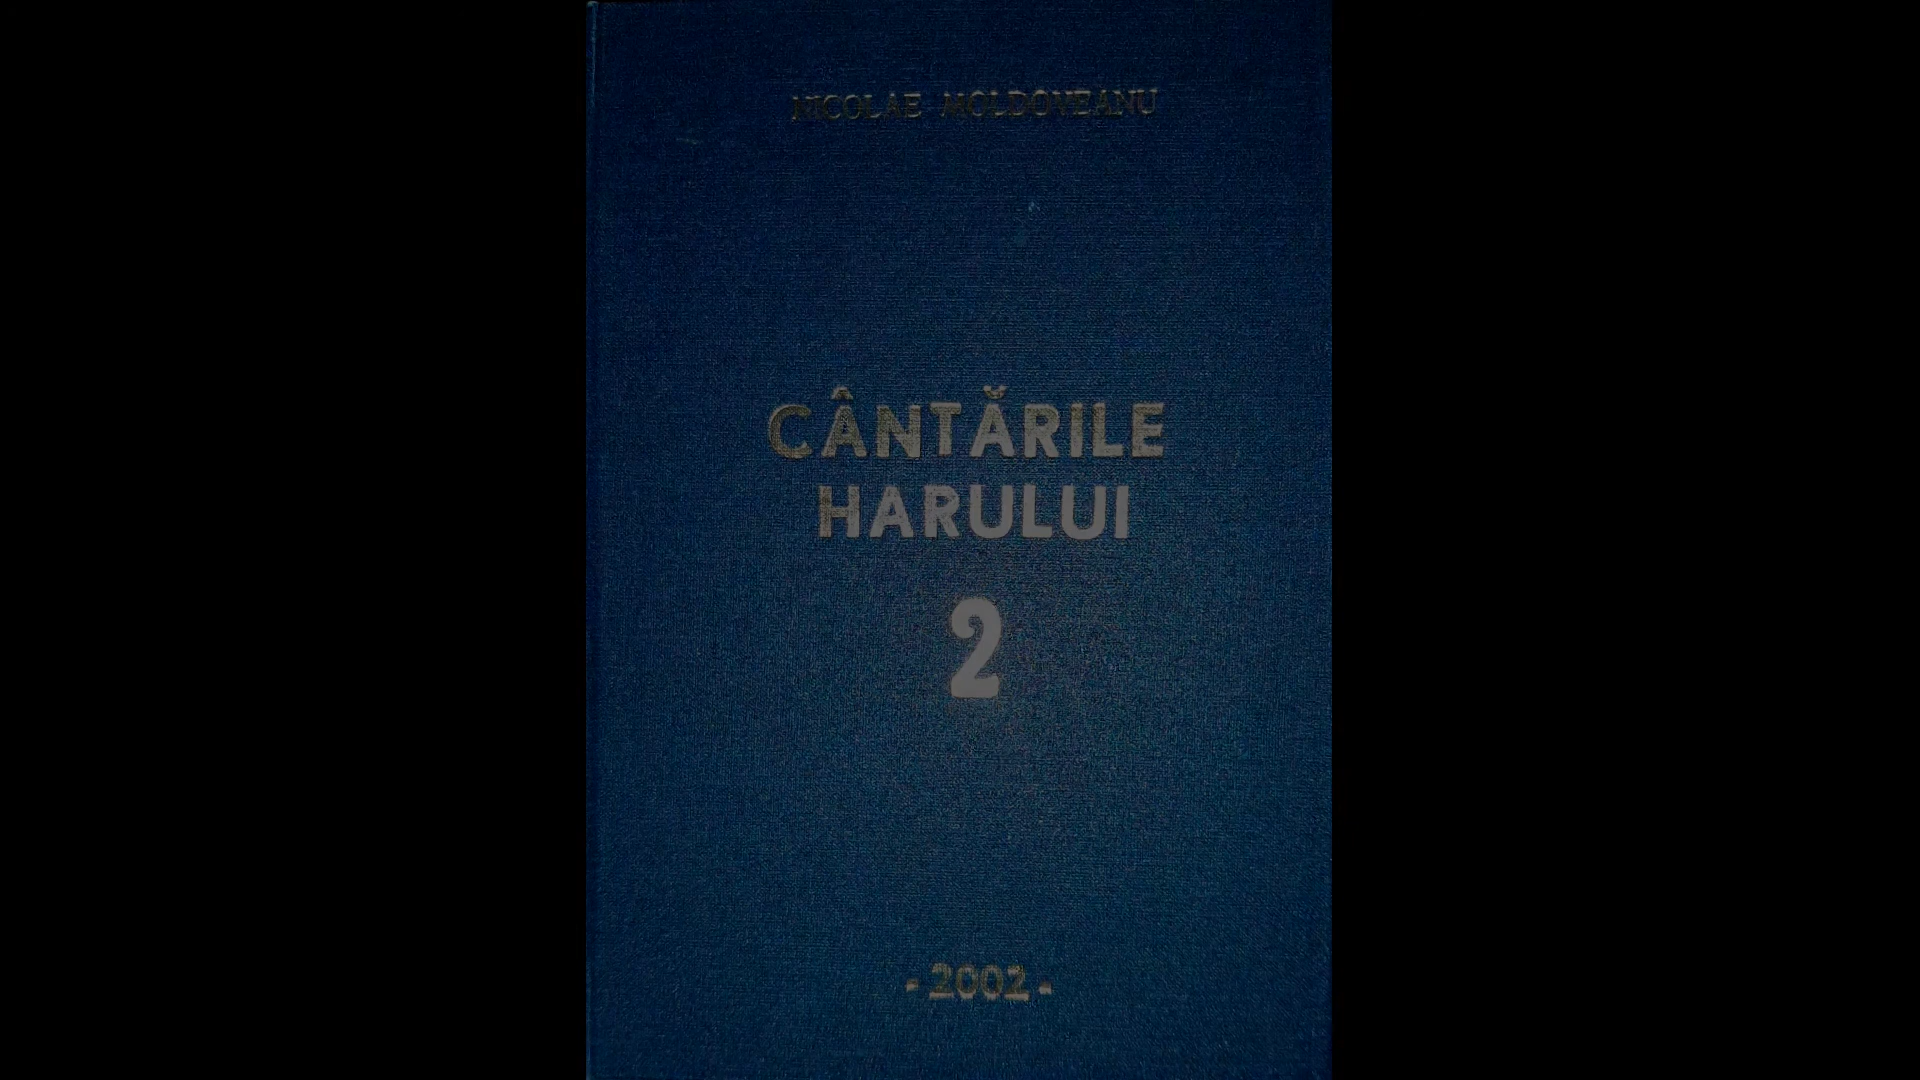 NICOLAE MOLDOVEANU
CÂNTĂRILE
HARULUI
2
- 2002 -